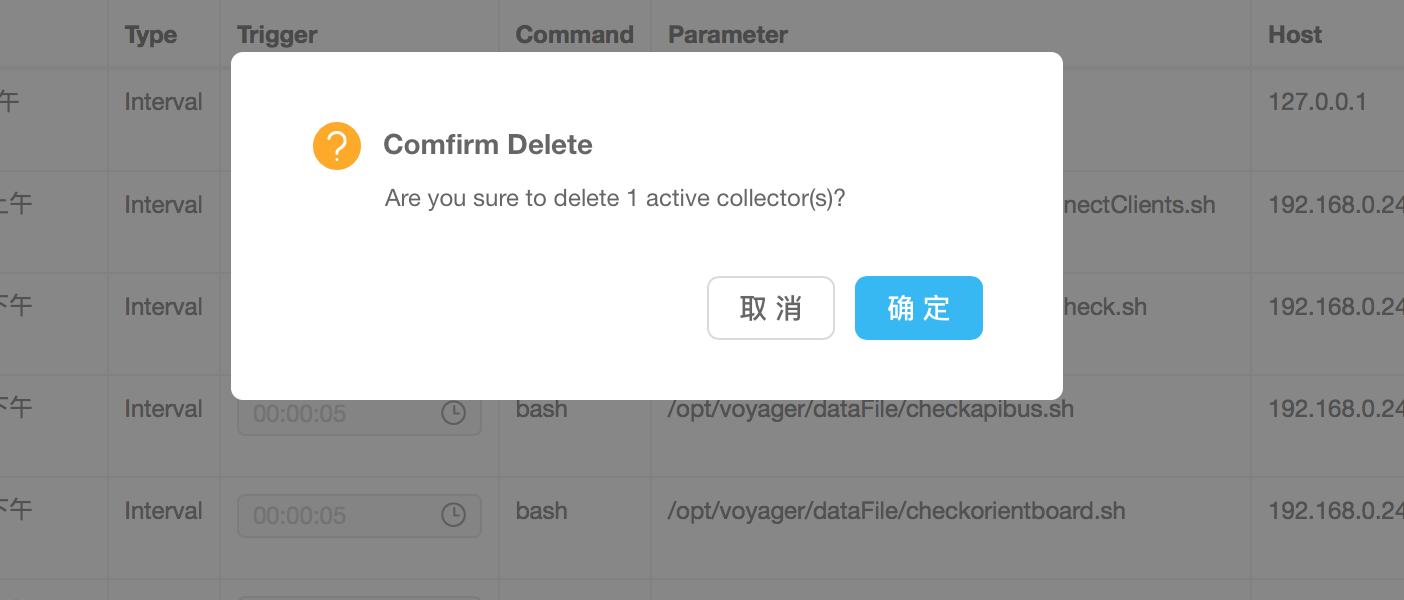 Type Trigger Command Parameter Host
午 Interval 127.0.0.1
Comfirm Delete
Are you sure to delete 1 active collector(s)?
上午 Interval nectClients.sh 192.168.0.24
下午 Interval heck.sh 192.168.0.24
取 消 确 定
下午 Interval 00:00:05 bash /opt/voyager/dataFile/checkapibus.sh 192.168.0.24
下午 Interval 00:00:05 bash /opt/voyager/dataFile/checkorientboard.sh 192.168.0.24